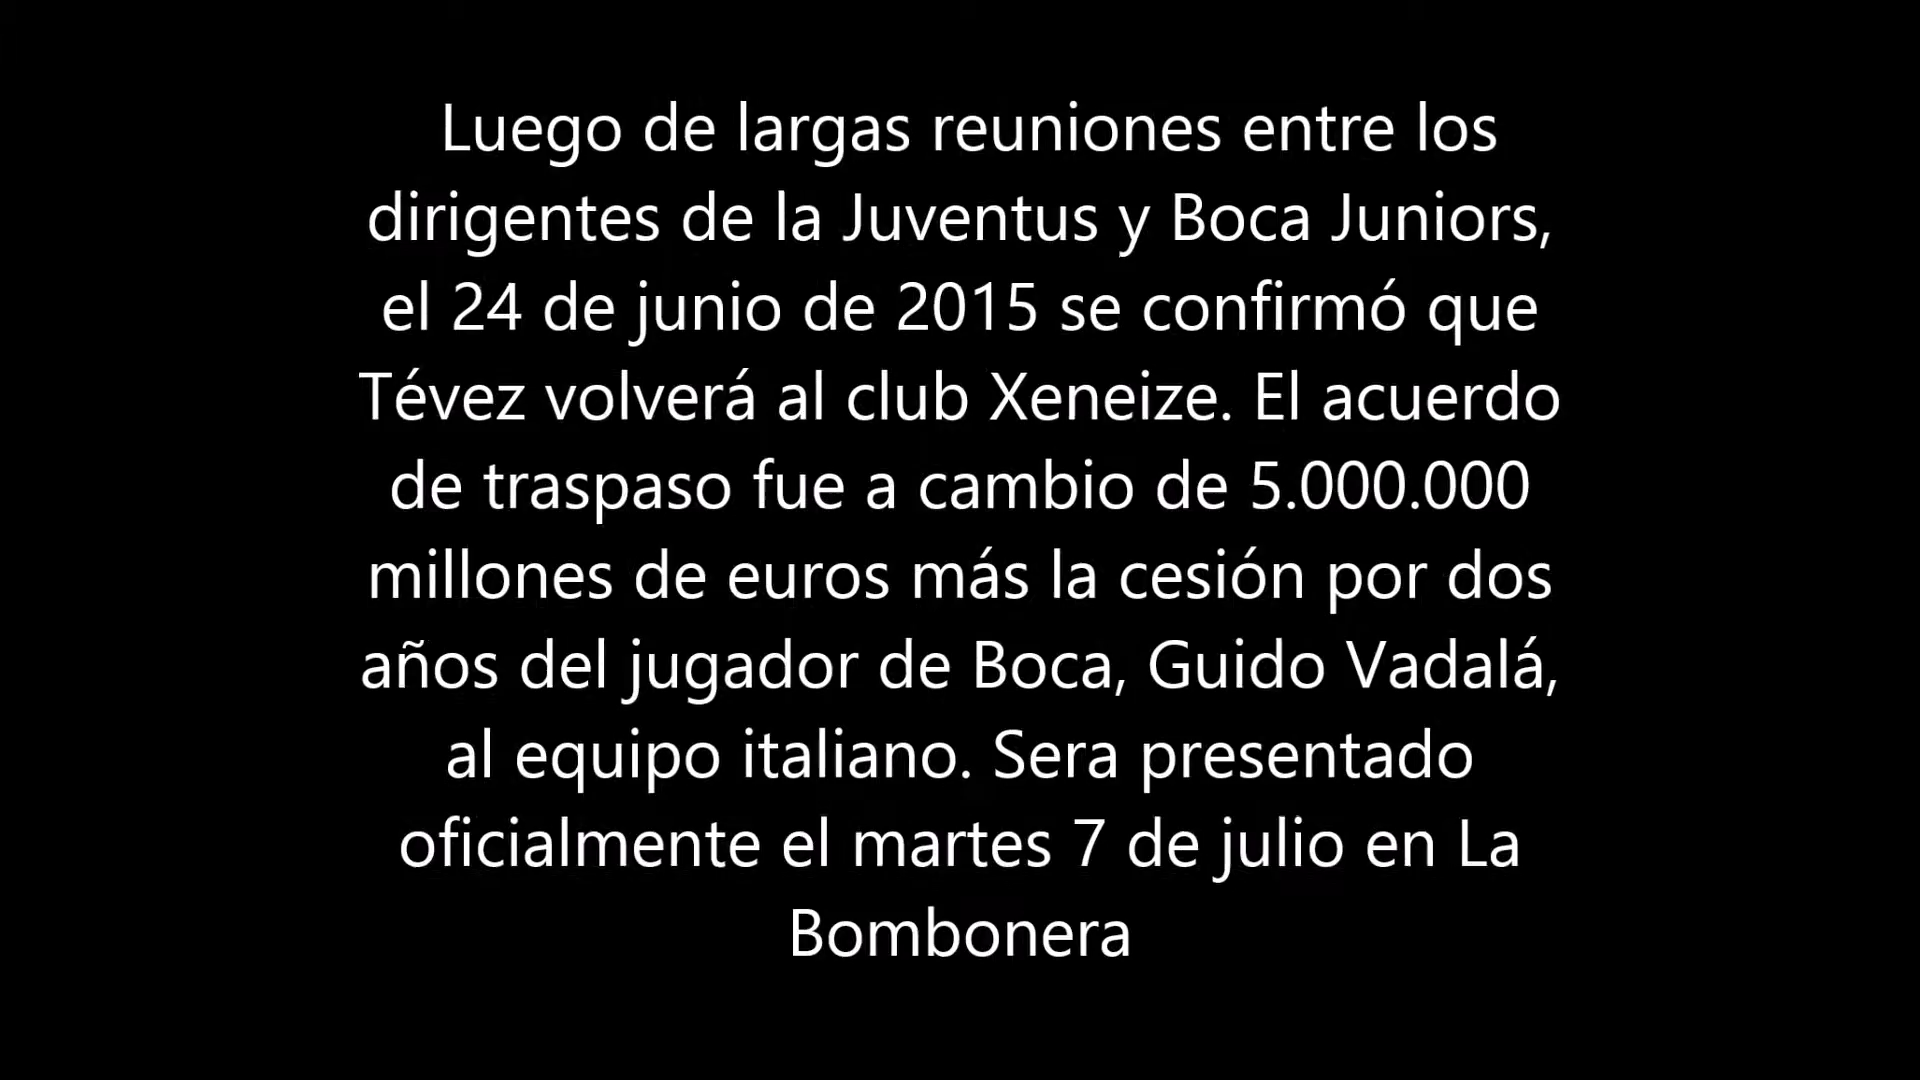 Luego de largas reuniones entre los
dirigentes de la Juventus y Boca Juniors,
el 24 de junio de 2015 se confirmó que
Tévez volverá al club Xeneize. El acuerdo
de traspaso fue a cambio de 5.000.000
millones de euros más la cesión por dos
años del jugador de Boca, Guido Vadalá,
al equipo italiano. Sera presentado
oficialmente el martes 7 de julio en La
Bombonera